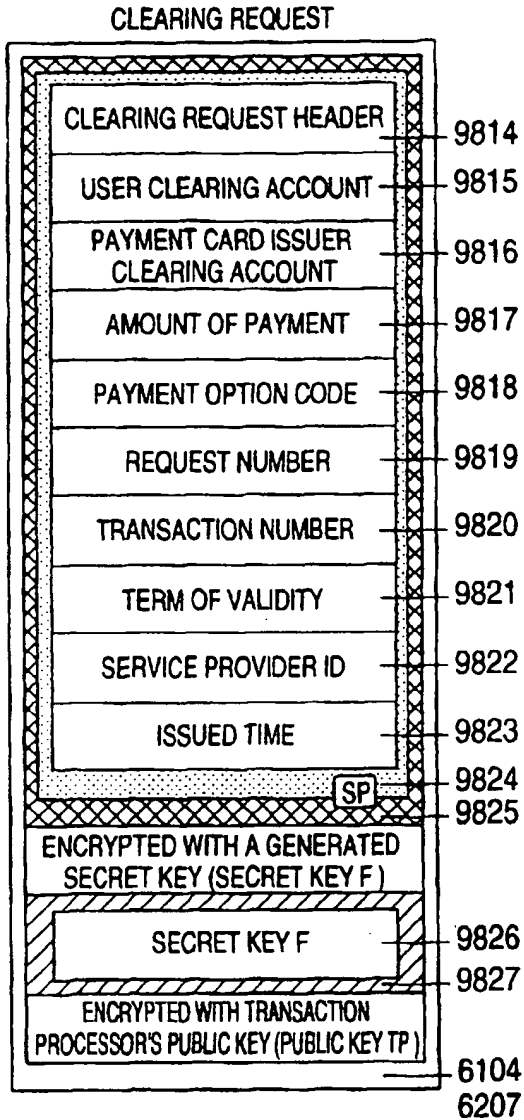 CLEARING REQUEST
CLEARING REQUEST HEADER 9814
USER CLEARING ACCOUNT 9815
PAYMENT CARD ISSUER
CLEARING ACCOUNT 9816
AMOUNT OF PAYMENT 9817
PAYMENT OPTION CODE 9818
REQUEST NUMBER 9819
TRANSACTION NUMBER 9820
TERM OF VALIDITY 9821
SERVICE PROVIDER ID 9822
ISSUED TIME 9823
SP 9824
9825
ENCRYPTED WITH A GENERATED
SECRET KEY (SECRET KEY F)
SECRET KEY F 9826
9827
ENCRYPTED WITH TRANSACTION
PROCESSOR'S PUBLIC KEY (PUBLIC KEY TP)
6104
6207